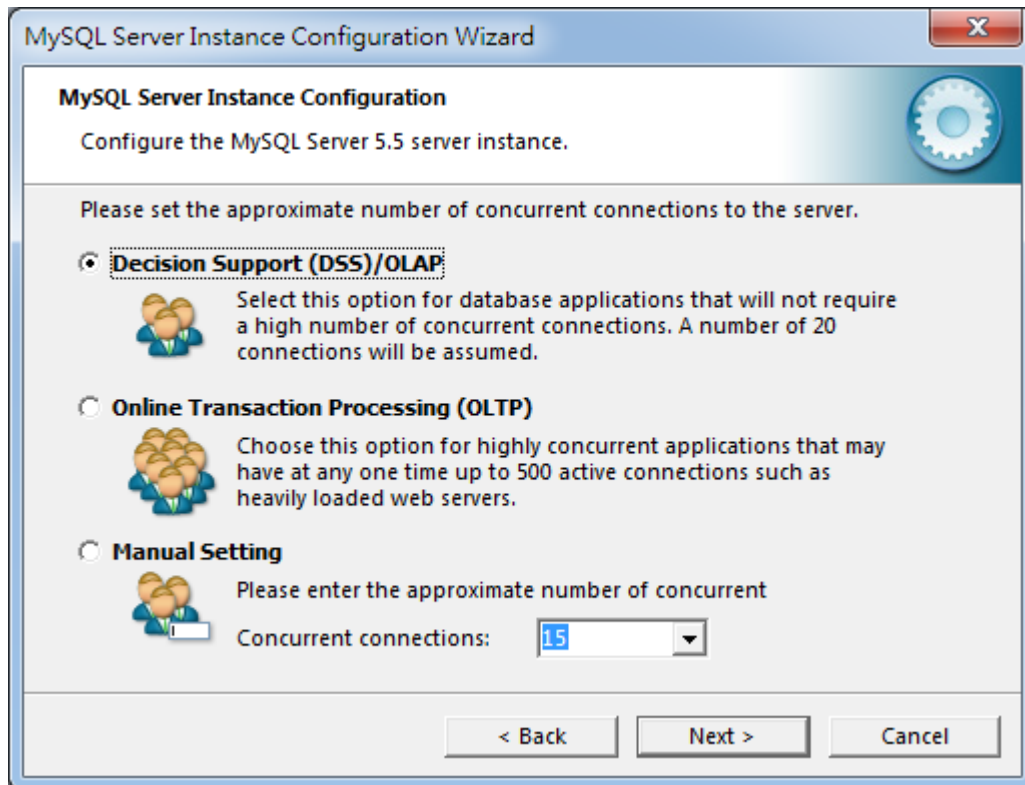 MySQL Server Instance Configuration Wizard
MySQL Server Instance Configuration
Configure the MySQL Server 5.5 server instance.
Please set the approximate number of concurrent connections to the server.
Decision Support (DSS)/OLAP
Select this option for database applications that will not require
a high number of concurrent connections. A number of 20
connections will be assumed.
Online Transaction Processing (OLTP)
Choose this option for highly concurrent applications that may
have at any one time up to 500 active connections such as
heavily loaded web servers.
Manual Setting
Please enter the approximate number of concurrent
Concurrent connections: 15
< Back Next > Cancel